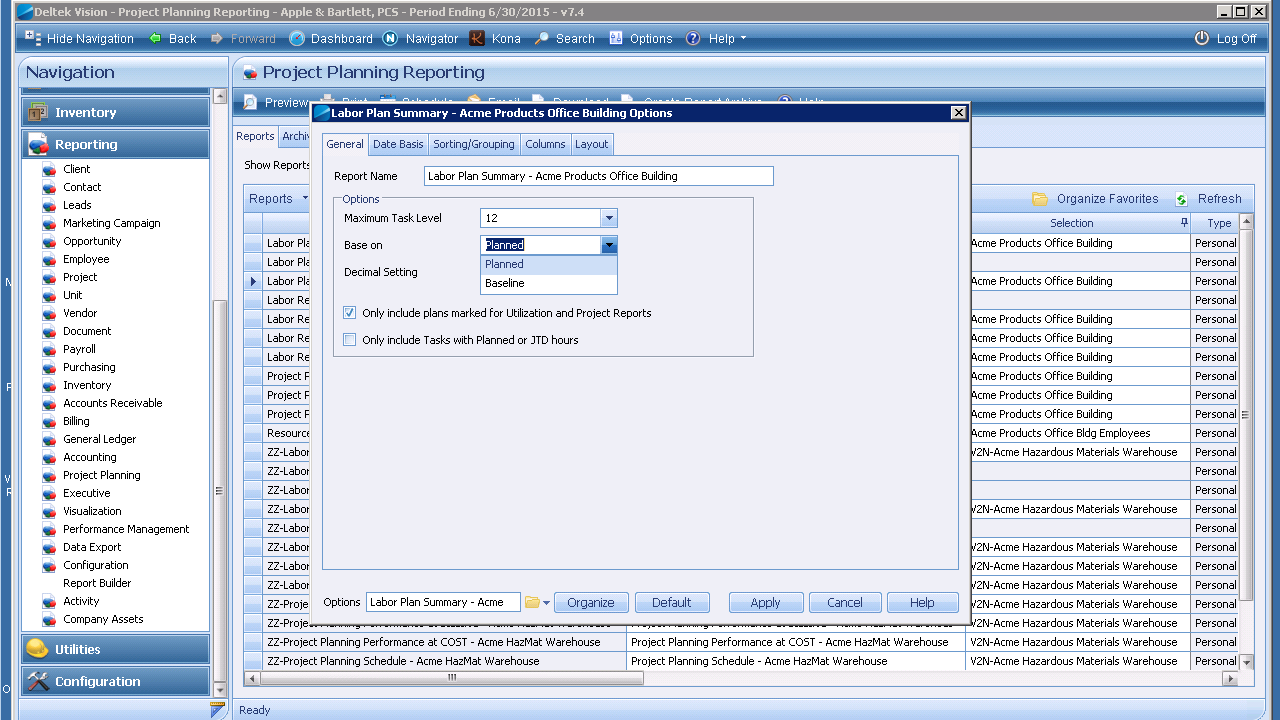 Deltek Vision - Project Planning Reporting - Apple & Bartlett, PCS - Period Ending 6/30/2015 - v7.4
Hide Navigation Back Forward Dashboard Navigator Kona Search Options Help Log Off
Navigation
Inventory
Reporting
Client
Contact
Leads
Marketing Campaign
Opportunity
Employee
Project
Unit
Vendor
Document
Payroll
Purchasing
Inventory
Accounts Receivable
Billing
General Ledger
Accounting
Project Planning
Executive
Visualization
Performance Management
Data Export
Configuration
Report Builder
Activity
Company Assets
Utilities
Configuration
Project Planning Reporting
Preview
Reports Archiv
Show Reports
Reports Organize Favorites Refresh
Selection Type
Labor Pla Acme Products Office Building Personal
Labor Pla Personal
Labor Pla Acme Products Office Building Personal
Labor Re Personal
Labor Re Acme Products Office Building Personal
Labor Re Acme Products Office Building Personal
Labor Re Acme Products Office Building Personal
Project P Acme Products Office Building Personal
Project P Acme Products Office Building Personal
Project P Acme Products Office Building Personal
Resource Acme Products Office Bldg Employees Personal
ZZ-Labor V2N-Acme Hazardous Materials Warehouse Personal
ZZ-Labor Personal
ZZ-Labor Personal
ZZ-Labor V2N-Acme Hazardous Materials Warehouse Personal
ZZ-Labor Personal
ZZ-Labor V2N-Acme Hazardous Materials Warehouse Personal
ZZ-Labor V2N-Acme Hazardous Materials Warehouse Personal
ZZ-Labor V2N-Acme Hazardous Materials Warehouse Personal
ZZ-Proje V2N-Acme Hazardous Materials Warehouse Personal
V2N-Acme Hazardous Materials Warehouse Personal
ZZ-Project Planning Performance at COST - Acme HazMat Warehouse Project Planning Performance at COST - Acme HazMat Warehouse V2N-Acme Hazardous Materials Warehouse Personal
ZZ-Project Planning Schedule - Acme HazMat Warehouse Project Planning Schedule - Acme HazMat Warehouse V2N-Acme Hazardous Materials Warehouse Personal
Ready
Labor Plan Summary - Acme Products Office Building Options
General Date Basis Sorting/Grouping Columns Layout
Report Name Labor Plan Summary - Acme Products Office Building
Options
Maximum Task Level 12
Base on Planned
Planned
Decimal Setting
Baseline
Only include plans marked for Utilization and Project Reports
Only include Tasks with Planned or JTD hours
Options Labor Plan Summary - Acme Organize Default Apply Cancel Help